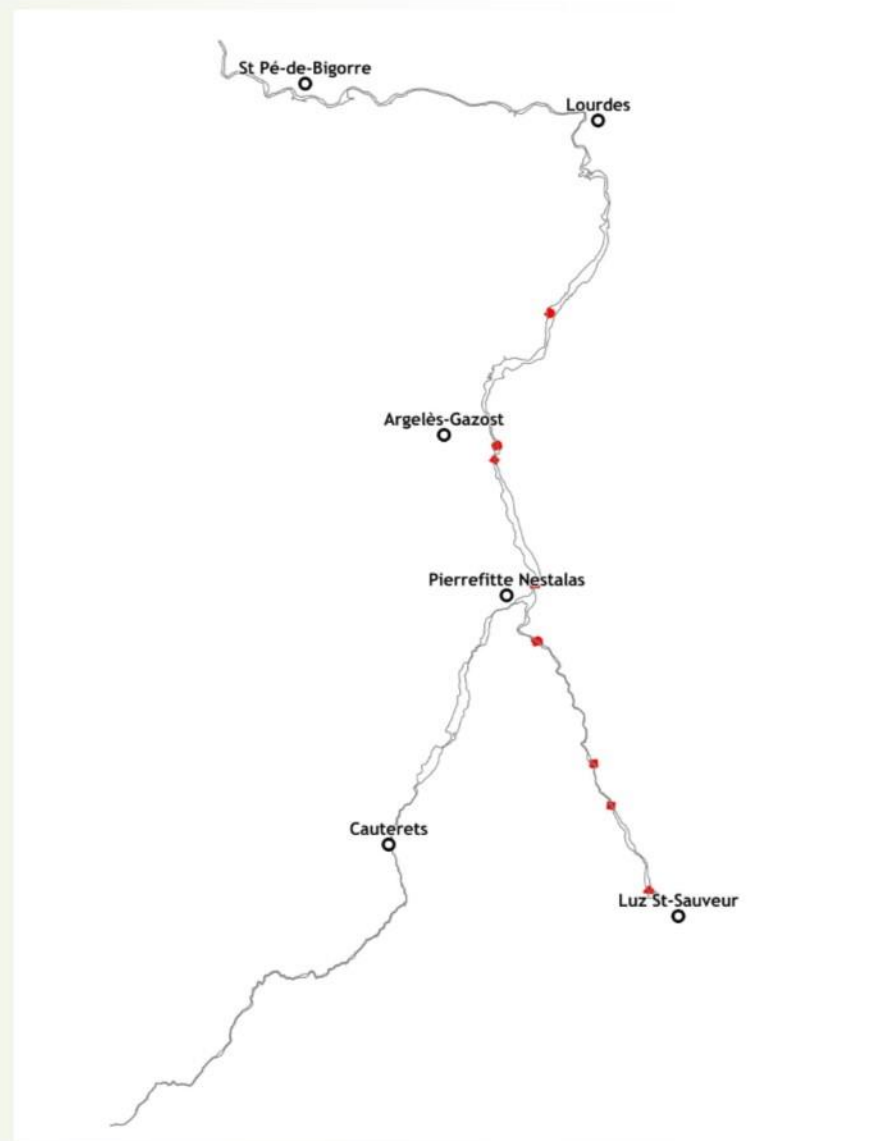 St Pé-de-Bigorre
Lourdes
Argelès-Gazost
Pierrefitte Nestalas
Cauterets
Luz St-Sauveur